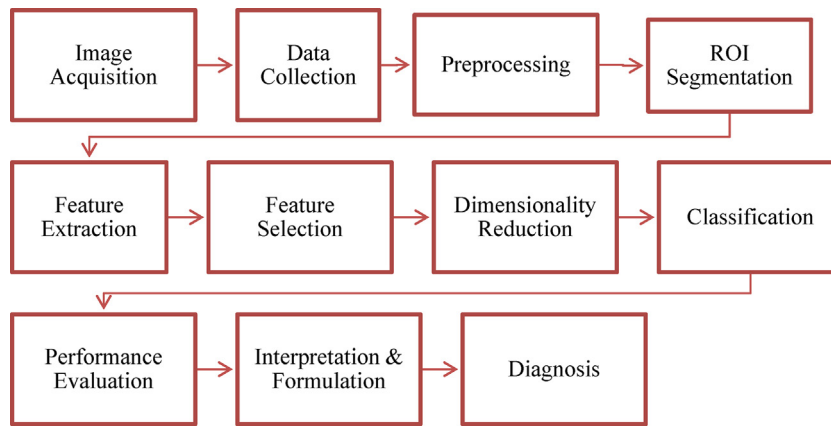 Image
Acquisition
Data
Collection
Preprocessing
ROI
Segmentation
Feature
Extraction
Feature
Selection
Dimensionality
Reduction
Classification
Performance
Evaluation
Interpretation &
Formulation
Diagnosis